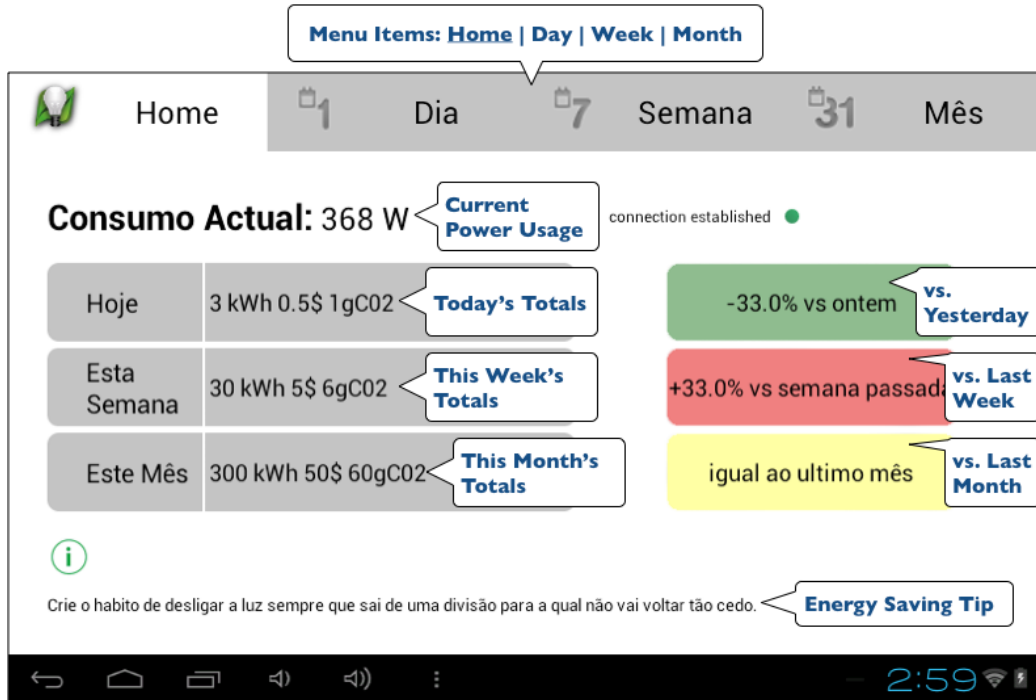 Menu Items: Home | Day | Week | Month
Home
1
Dia
7
Semana
31
Mês
Consumo Actual: 368 W
Current
Power Usage
connection established
Hoje
3 kWh 0.5$ 1gC02
Today's Totals
-33.0% vs ontem
vs.
Yesterday
Esta
Semana
30 kWh 5$ 6gC02
This Week's
Totals
+33.0% vs semana passada
vs. Last
Week
Este Mês
300 kWh 50$ 60gC02
This Month's
Totals
igual ao ultimo mês
vs. Last
Month
i
Crie o habito de desligar a luz sempre que sai de uma divisão para a qual não vai voltar tão cedo.
Energy Saving Tip
2:59